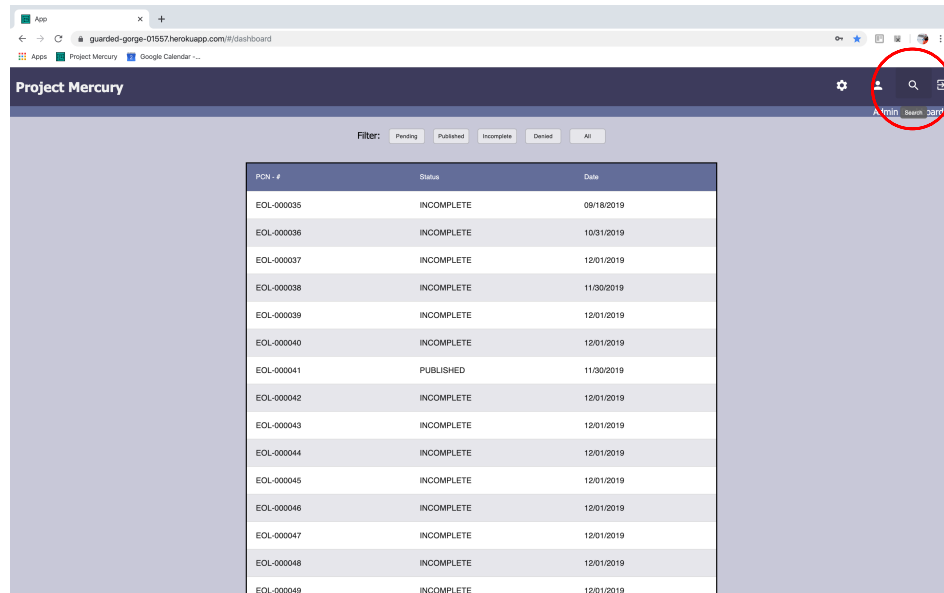 App
guarded-gorge-01557.herokuapp.com/#/dashboard
Apps Project Mercury Google Calendar -...
Project Mercury
Admin
Search
Filter: Pending Published Incomplete Denied All
PCN - # Status Date
EOL-000035 INCOMPLETE 09/18/2019
EOL-000036 INCOMPLETE 10/31/2019
EOL-000037 INCOMPLETE 12/01/2019
EOL-000038 INCOMPLETE 11/30/2019
EOL-000039 INCOMPLETE 12/01/2019
EOL-000040 INCOMPLETE 12/01/2019
EOL-000041 PUBLISHED 11/30/2019
EOL-000042 INCOMPLETE 12/01/2019
EOL-000043 INCOMPLETE 12/01/2019
EOL-000044 INCOMPLETE 12/01/2019
EOL-000045 INCOMPLETE 12/01/2019
EOL-000046 INCOMPLETE 12/01/2019
EOL-000047 INCOMPLETE 12/01/2019
EOL-000048 INCOMPLETE 12/01/2019
EOL-000049 INCOMPLETE 12/01/2019